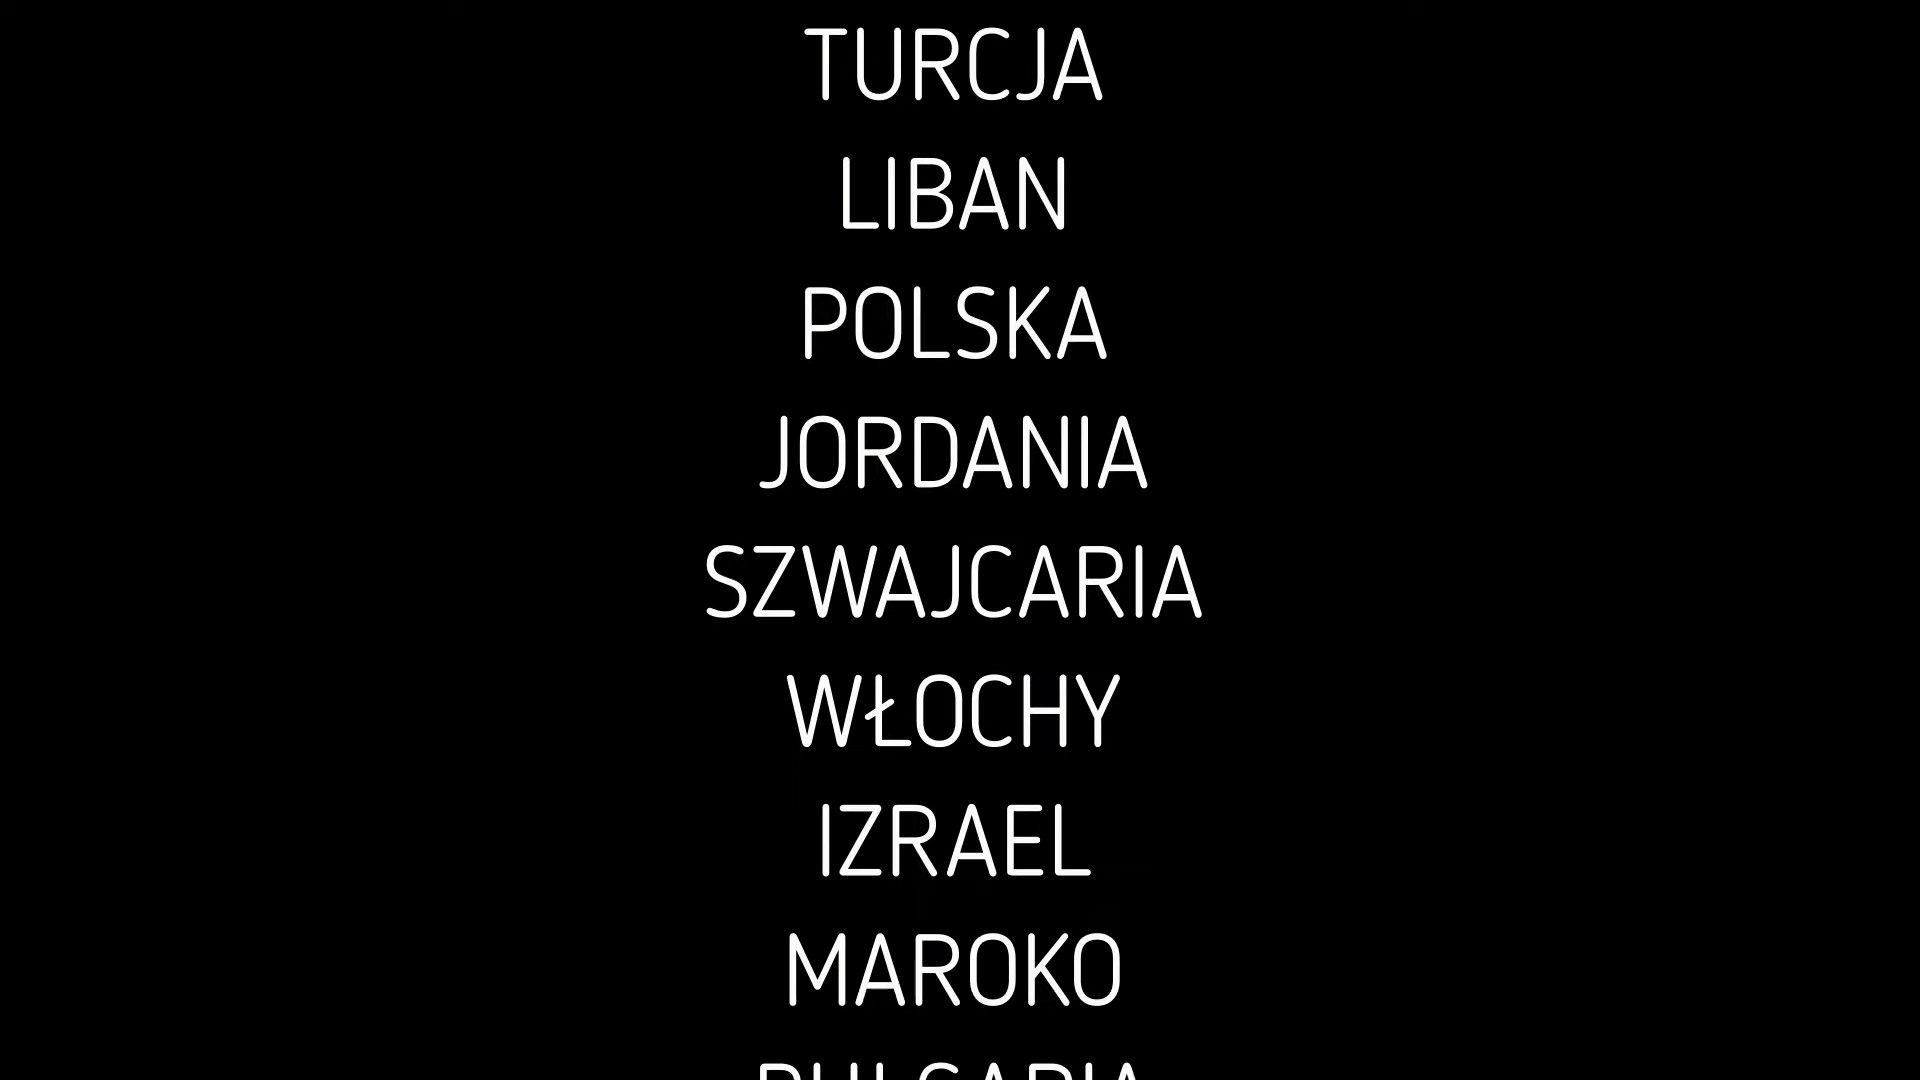 TURCJA
LIBAN
POLSKA
JORDANIA
SZWAJCARIA
WŁOCHY
IZRAEL
MAROKO